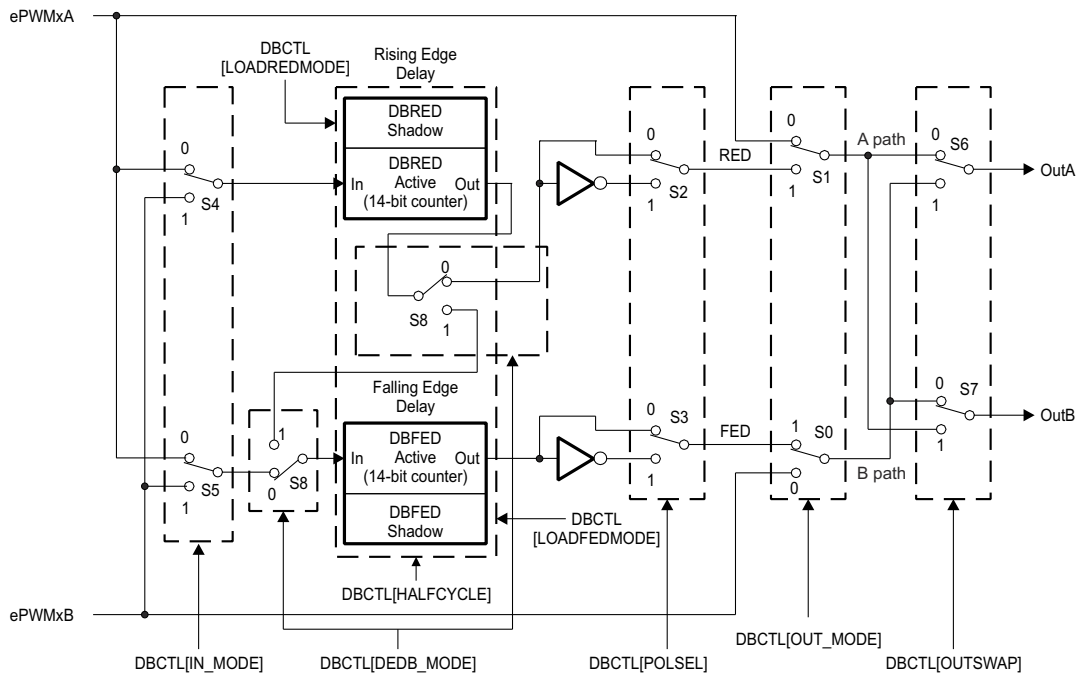 ePWMxA
DBCTL
[LOADREDMODE]
Rising Edge
Delay
DBRED
Shadow
DBRED
Active
(14-bit counter)
In
Out
0
S4
1
0
S2
1
RED
0
S1
1
A path
0
S6
1
OutA
0
S8
1
Falling Edge
Delay
0
S5
1
1
S8
0
DBFED
Active
(14-bit counter)
In
Out
DBFED
Shadow
0
S3
1
FED
1
S0
0
B path
0
S7
1
OutB
DBCTL
[LOADFEDMODE]
DBCTL[HALFCYCLE]
ePWMxB
DBCTL[IN_MODE]
DBCTL[DEDB_MODE]
DBCTL[POLSEL]
DBCTL[OUT_MODE]
DBCTL[OUTSWAP]